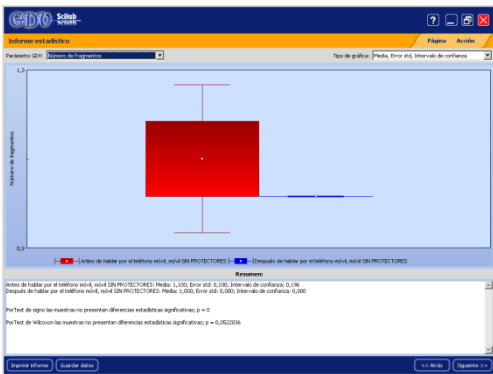 GDV Scilab
Informe estadístico
Página Acción
Parámetro GDV: Número de fragmentos
Tipo de gráfica: Media, Error std, Intervalo de confianza
1,3
Número de fragmentos
0,9
Antes de hablar por el teléfono móvil, móvil SIN PROTECTORES Después de hablar por el teléfono móvil, móvil SIN PROTECTORES
Resumen:
Antes de hablar por el teléfono móvil, móvil SIN PROTECTORES: Media: 1,100; Error std: 0,100; Intervalo de confianza: 0,196
Después de hablar por el teléfono móvil, móvil SIN PROTECTORES: Media: 1,000; Error std: 0,000; Intervalo de confianza: 0,000
PorTest de signo las muestras no presentan diferencias estadísticas significativas; p = 0
PorTest de Wilcoxon las muestras no presentan diferencias estadísticas significativas; p = 0,0522036
Imprimir informe Guardar datos << Atrás Siguiente >>